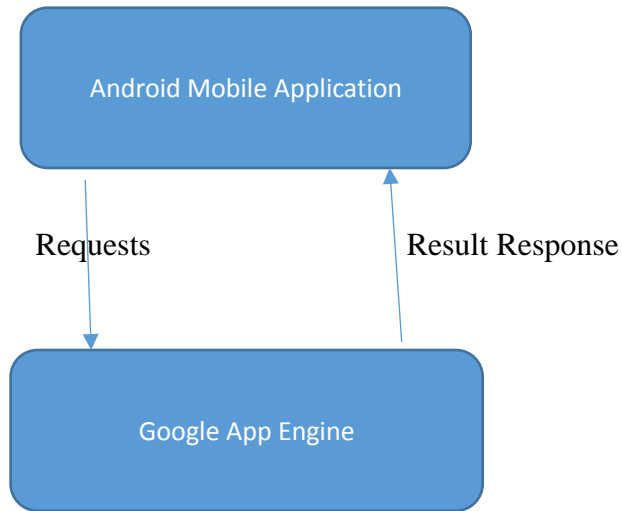 Android Mobile Application
Requests
Result Response
Google App Engine